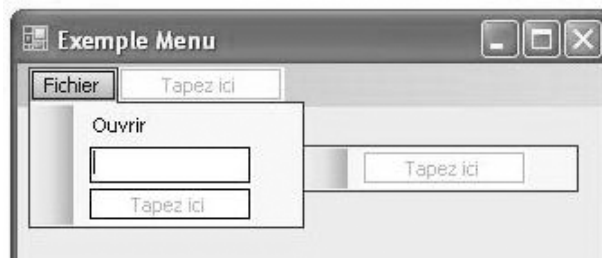 Exemple Menu
Fichier Tapez ici
Ouvrir
Tapez ici
Tapez ici